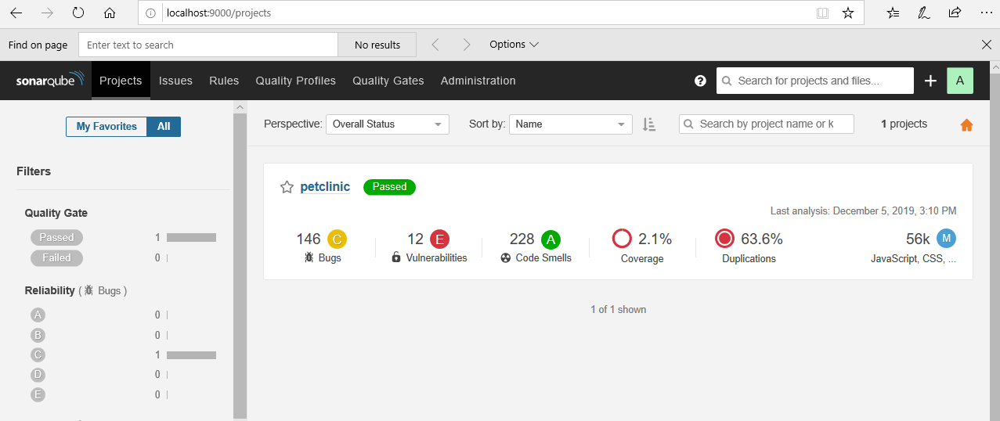 localhost:9000/projects
Find on page Enter text to search No results Options
sonarqube Projects Issues Rules Quality Profiles Quality Gates Administration ? Search for projects and files... A
My Favorites All
Perspective: Overall Status Sort by: Name Search by project name or k 1 projects
Filters
petclinic Passed
Quality Gate
Last analysis: December 5, 2019, 3:10 PM
Passed 1
Failed 0
146 C 12 E 228 A 2.1% 63.6% 56k M
Bugs Vulnerabilities Code Smells Coverage Duplications JavaScript, CSS, ...
Reliability ( Bugs )
1 of 1 shown
A 0
B 0
C 1
D 0
E 0